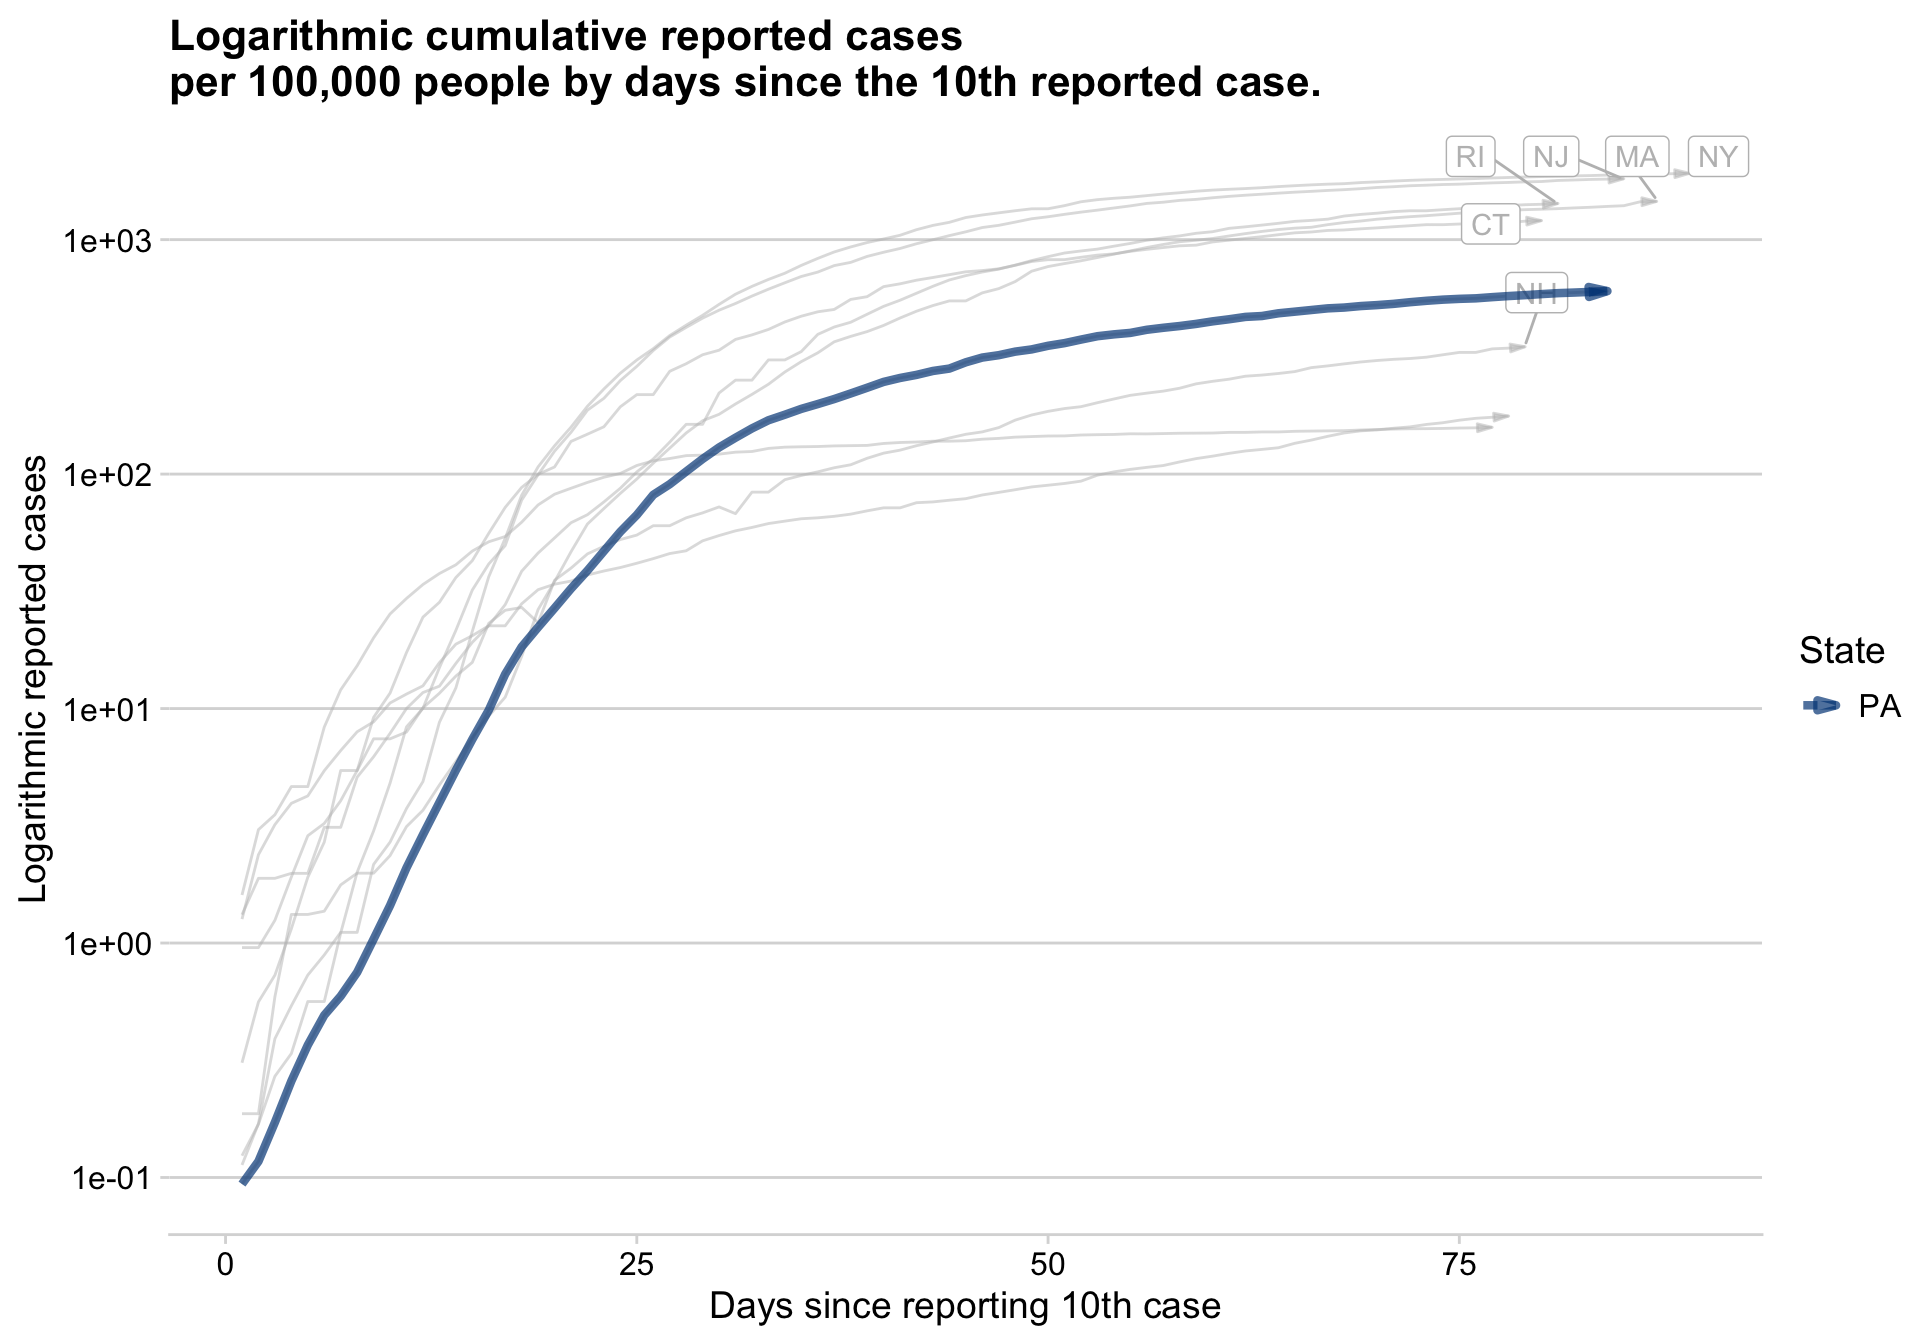 Logarithmic cumulative reported cases
per 100,000 people by days since the 10th reported case.
RI
NJ
MA
NY
CT
NH
1e+03
1e+02
1e+01
1e+00
1e-01
Logarithmic reported cases
0
25
50
75
Days since reporting 10th case
State
PA